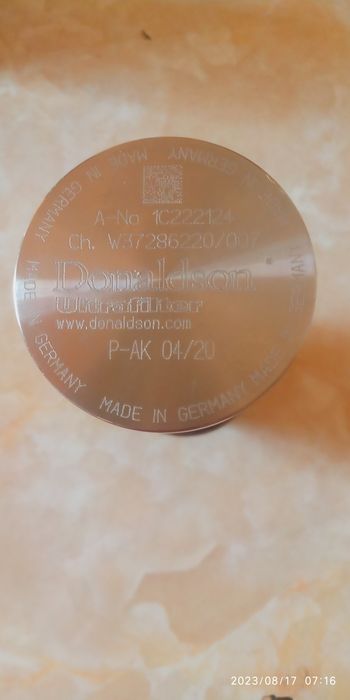 MADE IN GERMANY MADE IN GERMANY MADE IN GERMANY MADE IN GERMANY MADE IN GERMANY
A-No 1C222124
Ch. W37286220/007
Donaldson®
Ultrafilter
www.donaldson.com
P-AK 04/20
2023/08/17 07:16